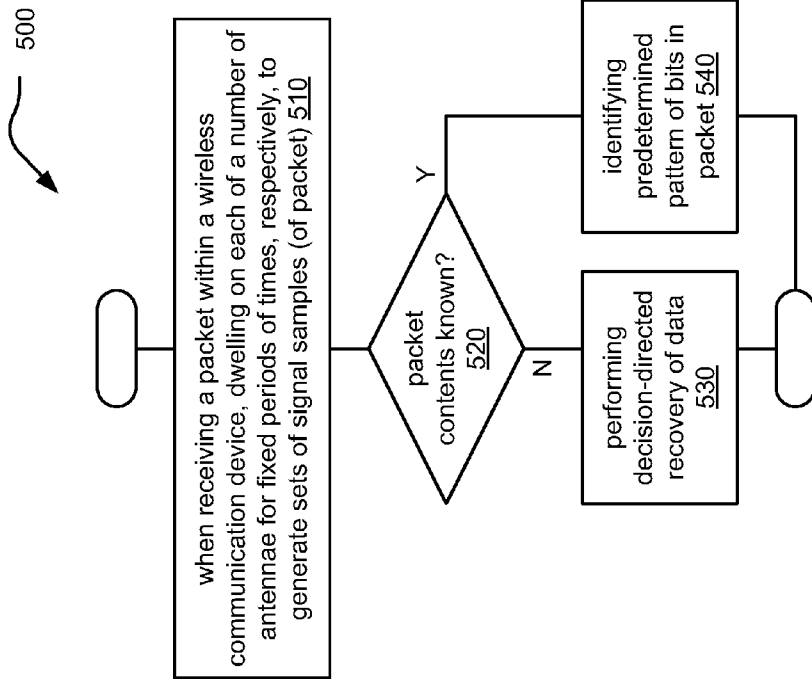 500
when receiving a packet within a wireless
communication device, dwelling on each of a number of
antennae for fixed periods of times, respectively, to
generate sets of signal samples (of packet) 510
packet
contents known?
520
Y
N
performing
decision-directed
recovery of data
530
identifying
predetermined
pattern of bits in
packet 540